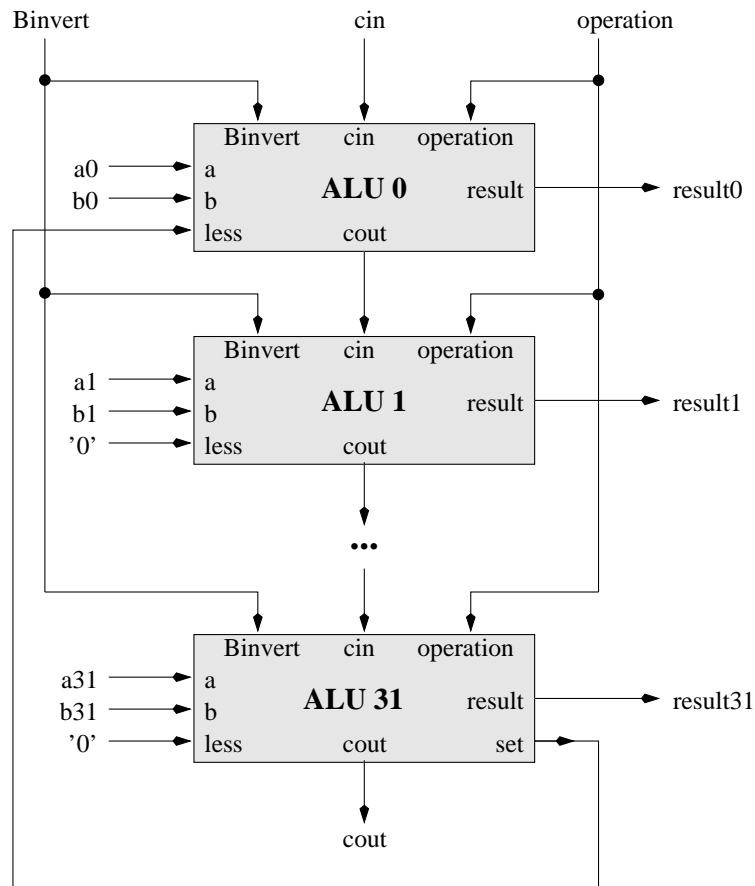 Binvert cin operation
Binvert cin operation
a0 a
ALU 0 result result0
b0 b
less cout
Binvert cin operation
a1 a
ALU 1 result result1
b1 b
'0' less cout
...
Binvert cin operation
a31 a
ALU 31 result result31
b31 b
'0' less cout set
cout